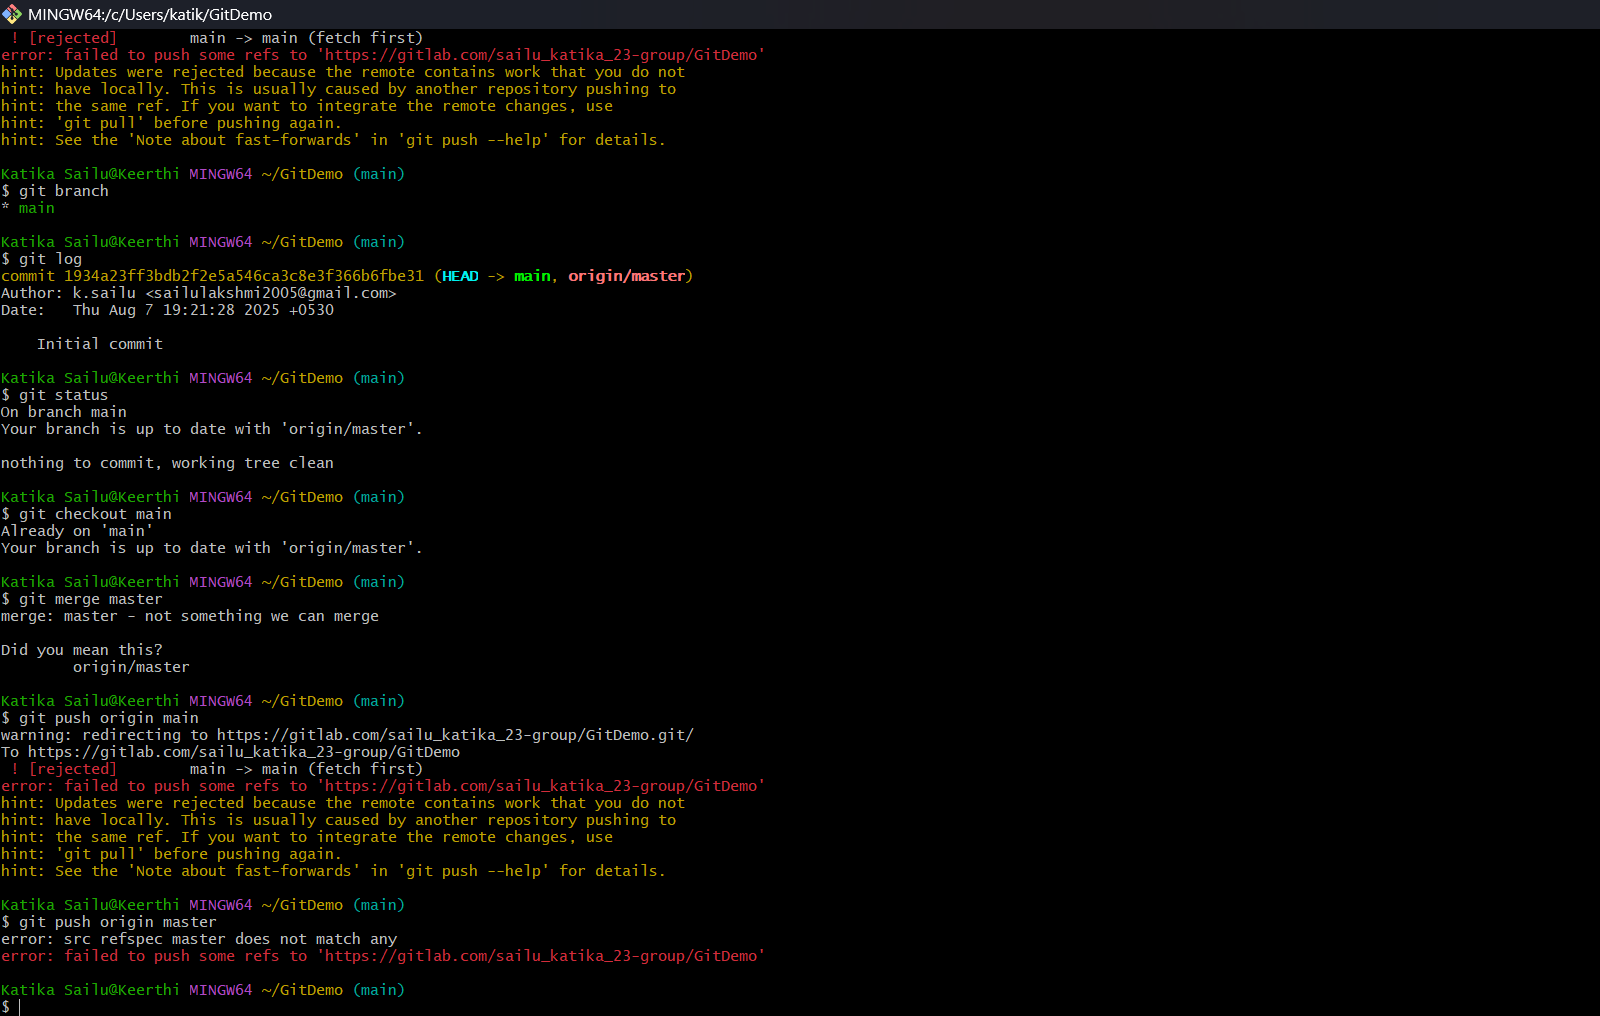 MINGW64:/c/Users/katik/GitDemo
! [rejected]        main -> main (fetch first)
error: failed to push some refs to 'https://gitlab.com/sailu_katika_23-group/GitDemo'
hint: Updates were rejected because the remote contains work that you do not
hint: have locally. This is usually caused by another repository pushing to
hint: the same ref. If you want to integrate the remote changes, use
hint: 'git pull' before pushing again.
hint: See the 'Note about fast-forwards' in 'git push --help' for details.
Katika Sailu@Keerthi MINGW64 ~/GitDemo (main)
$ git branch
* main
Katika Sailu@Keerthi MINGW64 ~/GitDemo (main)
$ git log
commit 1934a23ff3bdb2f2e5a546ca3c8e3f366b6fbe31 (HEAD -> main, origin/master)
Author: k.sailu <sailulakshmi2005@gmail.com>
Date:   Thu Aug 7 19:21:28 2025 +0530
    Initial commit
Katika Sailu@Keerthi MINGW64 ~/GitDemo (main)
$ git status
On branch main
Your branch is up to date with 'origin/master'.
nothing to commit, working tree clean
Katika Sailu@Keerthi MINGW64 ~/GitDemo (main)
$ git checkout main
Already on 'main'
Your branch is up to date with 'origin/master'.
Katika Sailu@Keerthi MINGW64 ~/GitDemo (main)
$ git merge master
merge: master - not something we can merge
Did you mean this?
        origin/master
Katika Sailu@Keerthi MINGW64 ~/GitDemo (main)
$ git push origin main
warning: redirecting to https://gitlab.com/sailu_katika_23-group/GitDemo.git/
To https://gitlab.com/sailu_katika_23-group/GitDemo
! [rejected]        main -> main (fetch first)
error: failed to push some refs to 'https://gitlab.com/sailu_katika_23-group/GitDemo'
hint: Updates were rejected because the remote contains work that you do not
hint: have locally. This is usually caused by another repository pushing to
hint: the same ref. If you want to integrate the remote changes, use
hint: 'git pull' before pushing again.
hint: See the 'Note about fast-forwards' in 'git push --help' for details.
Katika Sailu@Keerthi MINGW64 ~/GitDemo (main)
$ git push origin master
error: src refspec master does not match any
error: failed to push some refs to 'https://gitlab.com/sailu_katika_23-group/GitDemo'
Katika Sailu@Keerthi MINGW64 ~/GitDemo (main)
$